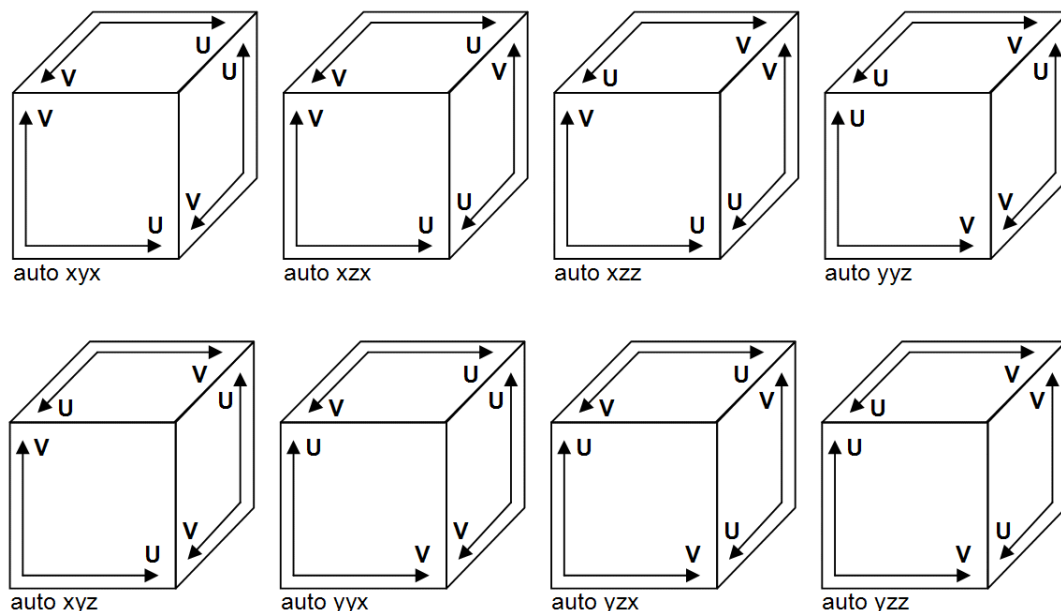 U U V V
V U V V U V U U
V V V U
V U U V
U U U V
auto xyx auto xzx auto xzz auto yyz
V U U V
U U V U V V U V
V U U U
V V U U
U V V V
auto xyz auto yyx auto yzx auto yzz